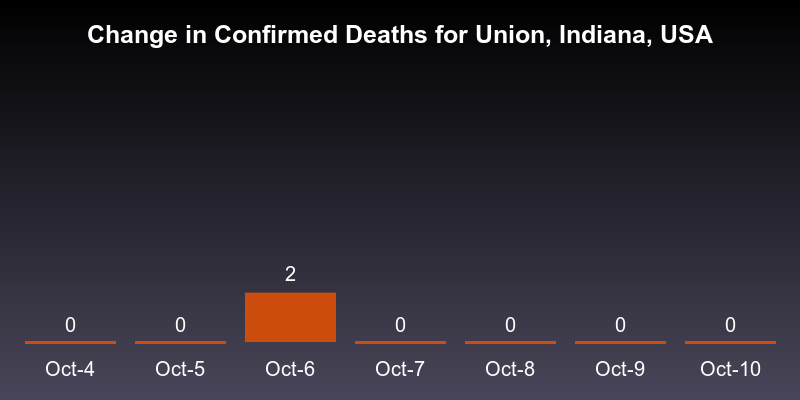 Change in Confirmed Deaths for Union, Indiana, USA
0 0 2 0 0 0 0
Oct-4 Oct-5 Oct-6 Oct-7 Oct-8 Oct-9 Oct-10